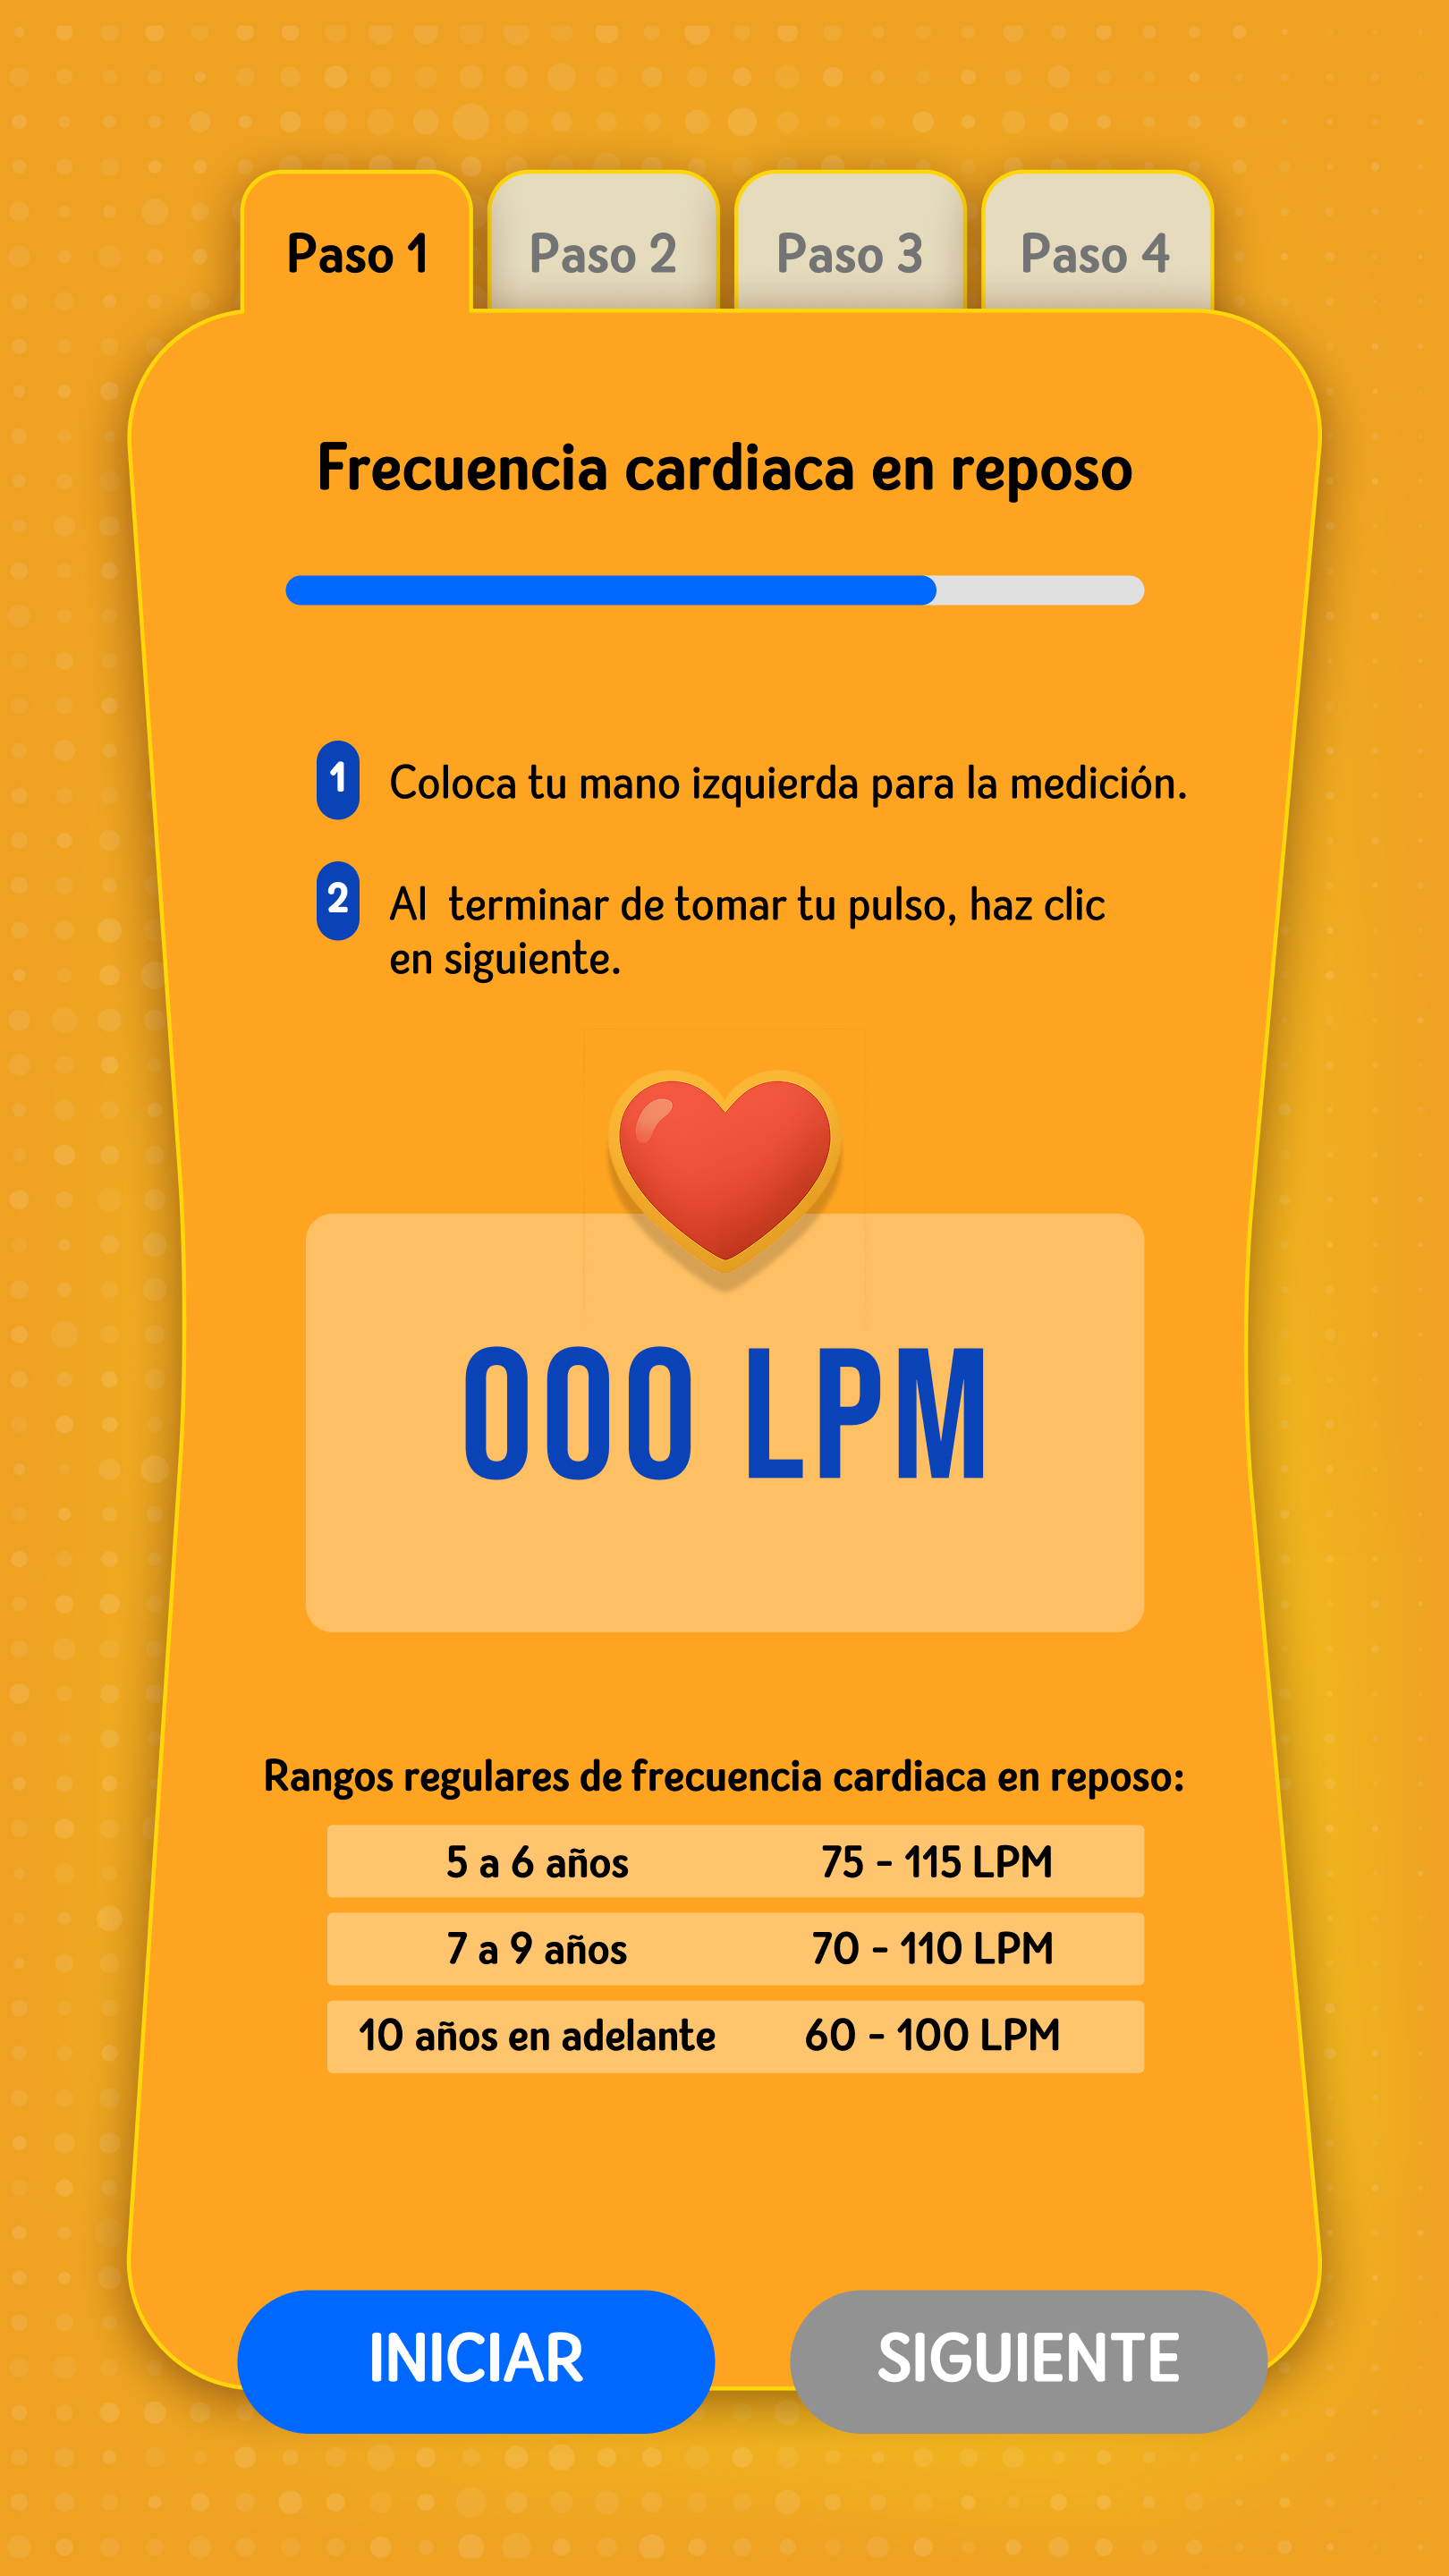 Paso 1 Paso 2 Paso 3 Paso 4
Frecuencia cardiaca en reposo
1 Coloca tu mano izquierda para la medición.
2 Al terminar de tomar tu pulso, haz clic
en siguiente.
000 LPM
Rangos regulares de frecuencia cardiaca en reposo:
5 a 6 años 75 - 115 LPM
7 a 9 años 70 - 110 LPM
10 años en adelante 60 - 100 LPM
INICIAR SIGUIENTE